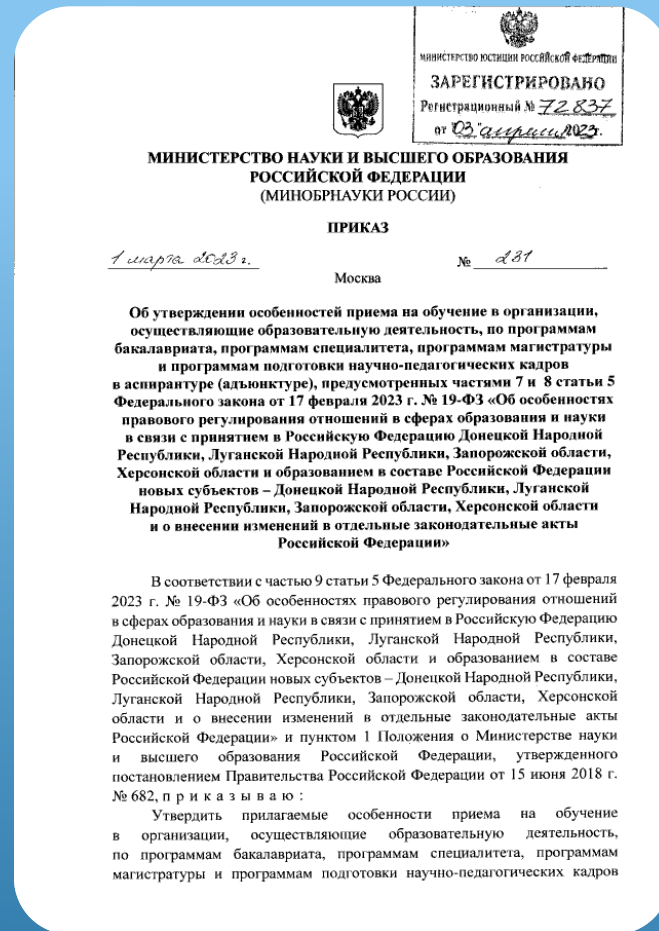 МИНИСТЕРСТВО ЮСТИЦИИ РОССИЙСКОЙ ФЕДЕРАЦИИ
ЗАРЕГИСТРИРОВАНО
Регистрационный № 72837
от "03" апреля 2023г.
МИНИСТЕРСТВО НАУКИ И ВЫСШЕГО ОБРАЗОВАНИЯ
РОССИЙСКОЙ ФЕДЕРАЦИИ
(МИНОБРНАУКИ РОССИИ)
ПРИКАЗ
1 марта 2023 г. № 231
Москва
Об утверждении особенностей приема на обучение в организации,
осуществляющие образовательную деятельность, по программам
бакалавриата, программам специалитета, программам магистратуры
и программам подготовки научно-педагогических кадров
в аспирантуре (адъюнктуре), предусмотренных частями 7 и 8 статьи 5
Федерального закона от 17 февраля 2023 г. № 19-ФЗ «Об особенностях
правового регулирования отношений в сферах образования и науки
в связи с принятием в Российскую Федерацию Донецкой Народной
Республики, Луганской Народной Республики, Запорожской области,
Херсонской области и образованием в составе Российской Федерации
новых субъектов – Донецкой Народной Республики, Луганской
Народной Республики, Запорожской области, Херсонской области
и о внесении изменений в отдельные законодательные акты
Российской Федерации»
В соответствии с частью 9 статьи 5 Федерального закона от 17 февраля
2023 г. № 19-ФЗ «Об особенностях правового регулирования отношений
в сферах образования и науки в связи с принятием в Российскую Федерацию
Донецкой Народной Республики, Луганской Народной Республики,
Запорожской области, Херсонской области и образованием в составе
Российской Федерации новых субъектов – Донецкой Народной Республики,
Луганской Народной Республики, Запорожской области, Херсонской
области и о внесении изменений в отдельные законодательные акты
Российской Федерации» и пунктом 1 Положения о Министерстве науки
и высшего образования Российской Федерации, утвержденного
постановлением Правительства Российской Федерации от 15 июня 2018 г.
№ 682, п р и к а з ы в а ю :
Утвердить прилагаемые особенности приема на обучение
в организации, осуществляющие образовательную деятельность,
по программам бакалавриата, программам специалитета, программам
магистратуры и программам подготовки научно-педагогических кадров